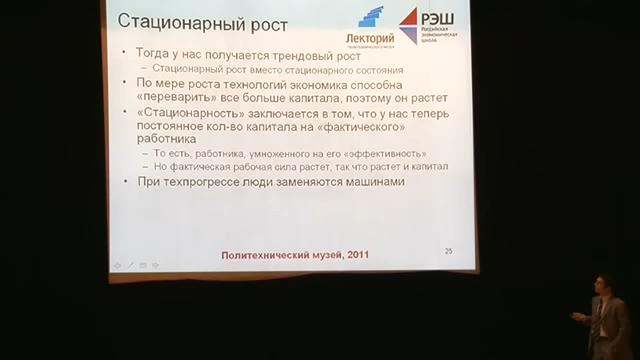 Стационарный рост
Лекторий
политехнического музея
РЭШ
Российская
экономическая
школа
• Тогда у нас получается трендовый рост
– Стационарный рост вместо стационарного состояния
• По мере роста технологий экономика способна
«переварить» все больше капитала, поэтому он растет
• «Стационарность» заключается в том, что у нас теперь
постоянное кол-во капитала на «фактического»
работника
– То есть, работника, умноженного на его «эффективность»
– Но фактическая рабочая сила растет, так что растет и капитал
• При техпрогрессе люди заменяются машинами
Политехнический музей, 2011
25